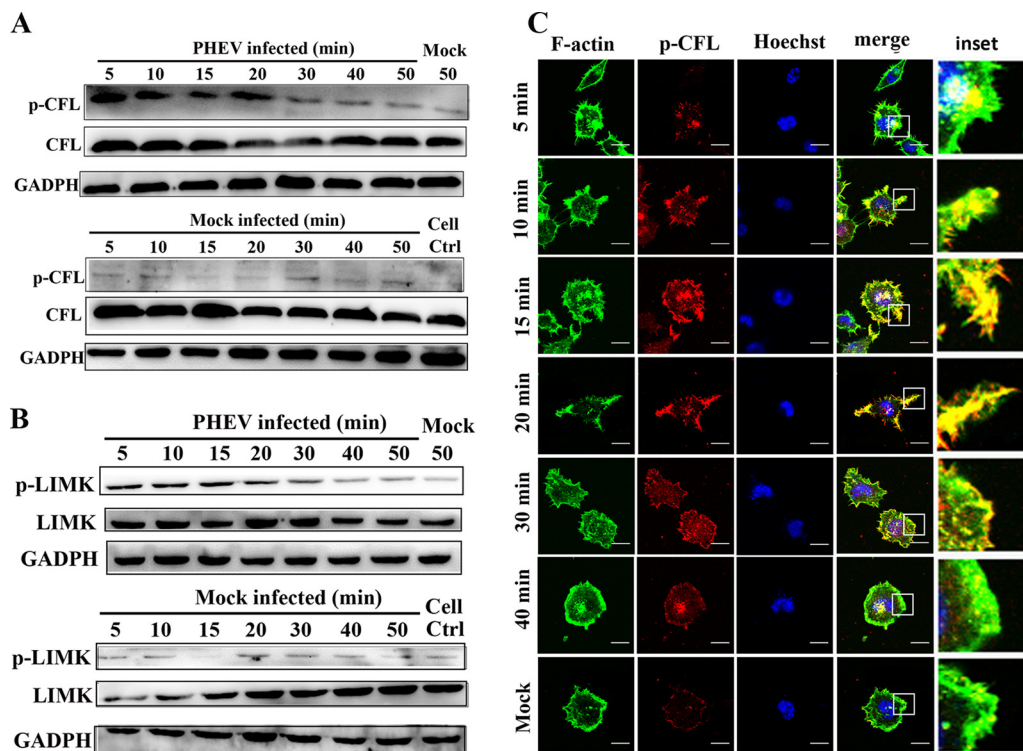 A
PHEV infected (min) Mock
5 10 15 20 30 40 50 50
p-CFL
CFL
GADPH
Mock infected (min) Cell Ctrl
5 10 15 20 30 40 50
p-CFL
CFL
GADPH
B
PHEV infected (min) Mock
5 10 15 20 30 40 50 50
p-LIMK
LIMK
GADPH
Mock infected (min) Cell Ctrl
5 10 15 20 30 40 50
p-LIMK
LIMK
GADPH
C
F-actin p-CFL Hoechst merge inset
5 min
10 min
15 min
20 min
30 min
40 min
Mock